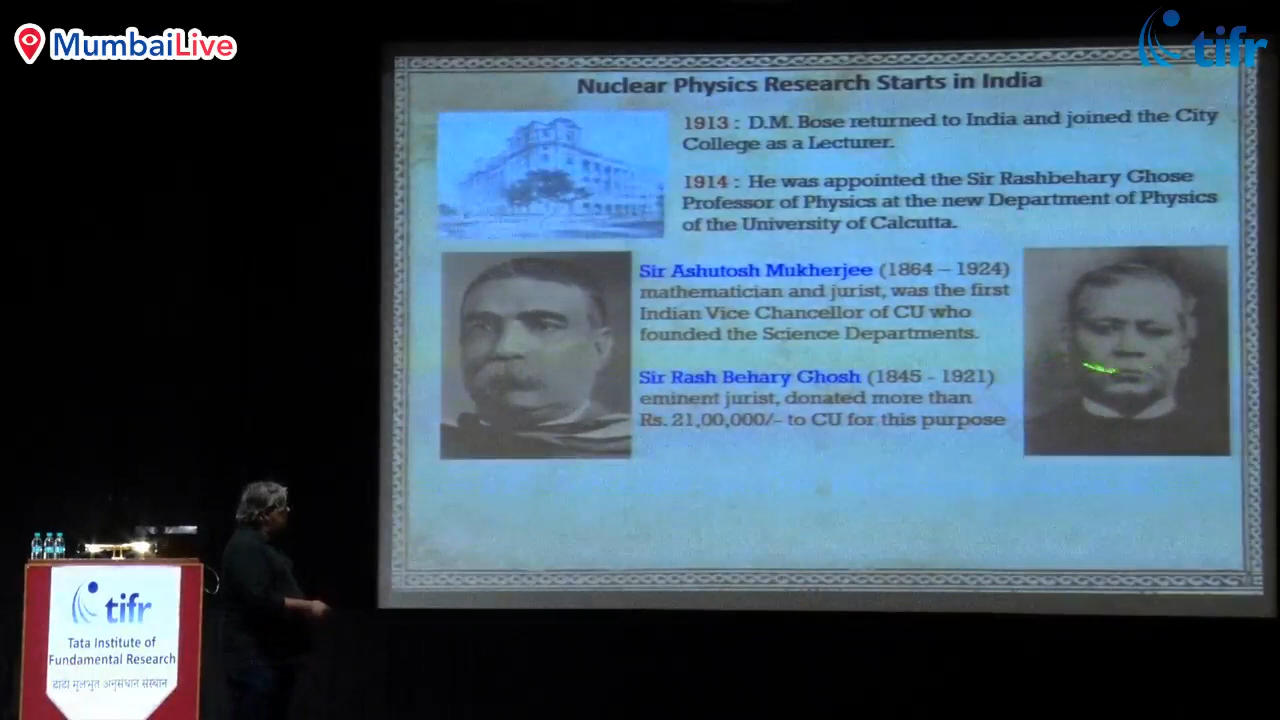 MumbaiLive
tifr
Nuclear Physics Research Starts in India
1913 : D.M. Bose returned to India and joined the City
College as a Lecturer.
1914 : He was appointed the Sir Rashbehary Ghose
Professor of Physics at the new Department of Physics
of the University of Calcutta.
Sir Ashutosh Mukherjee (1864 – 1924)
mathematician and jurist, was the first
Indian Vice Chancellor of CU who
founded the Science Departments.
Sir Rash Behary Ghosh (1845 - 1921)
eminent jurist, donated more than
Rs. 21,00,000/- to CU for this purpose
tifr
Tata Institute of
Fundamental Research
टाटा मूलभूत अनुसंधान संस्थान